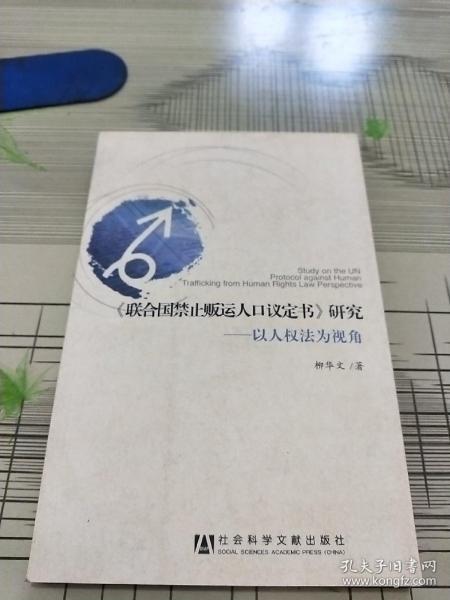 Study on the UN
Protocol against Human
Trafficking from Human Rights Law Perspective
《联合国禁止贩运人口议定书》研究
——以人权法为视角
柳华文 / 著
社会科学文献出版社
SOCIAL SCIENCES ACADEMIC PRESS (CHINA)
孔夫子旧书网
www.kongfz.com